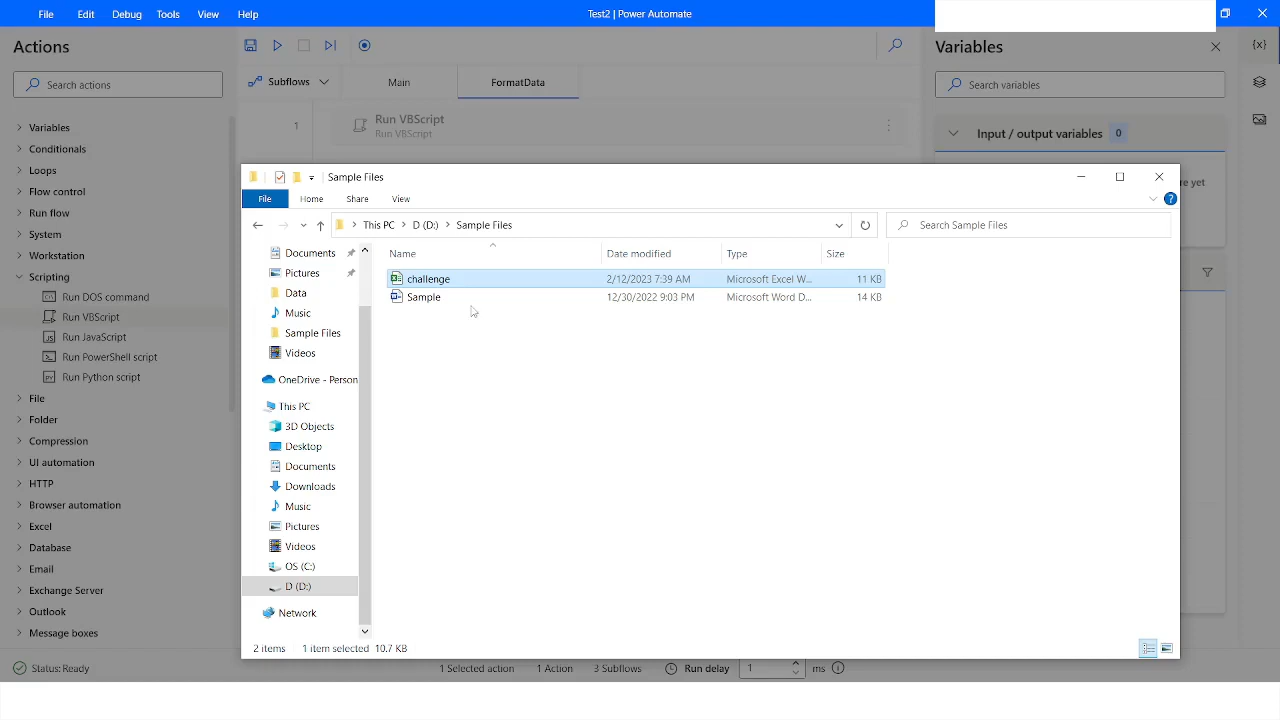 File Edit Debug Tools View Help Test2 | Power Automate
Actions
Search actions
Variables
Conditionals
Loops
Flow control
Run flow
System
Workstation
Scripting
Run DOS command
Run VBScript
Run JavaScript
Run PowerShell script
Run Python script
File
Folder
Compression
UI automation
HTTP
Browser automation
Excel
Database
Email
Exchange Server
Outlook
Message boxes
Subflows Main FormatData
1 Run VBScript
Run VBScript
Variables {x}
Search variables
Input / output variables 0
re yet
Sample Files
File Home Share View
This PC > D (D:) > Sample Files
Search Sample Files
Name Date modified Type Size
challenge 2/12/2023 7:39 AM Microsoft Excel W... 11 KB
Sample 12/30/2022 9:03 PM Microsoft Word D... 14 KB
Documents
Pictures
Data
Music
Sample Files
Videos
OneDrive - Person
This PC
3D Objects
Desktop
Documents
Downloads
Music
Pictures
Videos
OS (C:)
D (D:)
Network
2 items 1 item selected 10.7 KB
Status: Ready 1 Selected action 1 Action 3 Subflows Run delay 1 ms